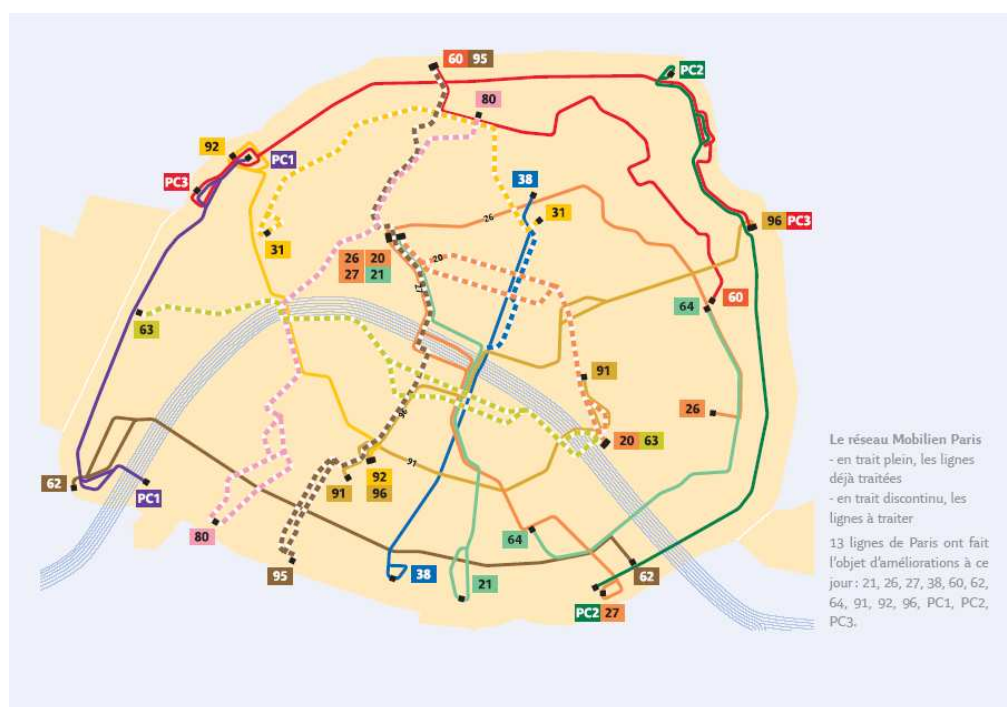 60 95
PC2
80
92
PC1
PC3
38
31
26
96 PC3
31
20
26 20
27 21
27
60
64
63
91
26
96
20 63
91
92
96
91
62
PC1
80
64
62
95
38
21
PC2 27
Le réseau Mobilien Paris
- en trait plein, les lignes
déjà traitées
- en trait discontinu, les
lignes à traiter
13 lignes de Paris ont fait
l'objet d'améliorations à ce
jour : 21, 26, 27, 38, 60, 62,
64, 91, 92, 96, PC1, PC2,
PC3.